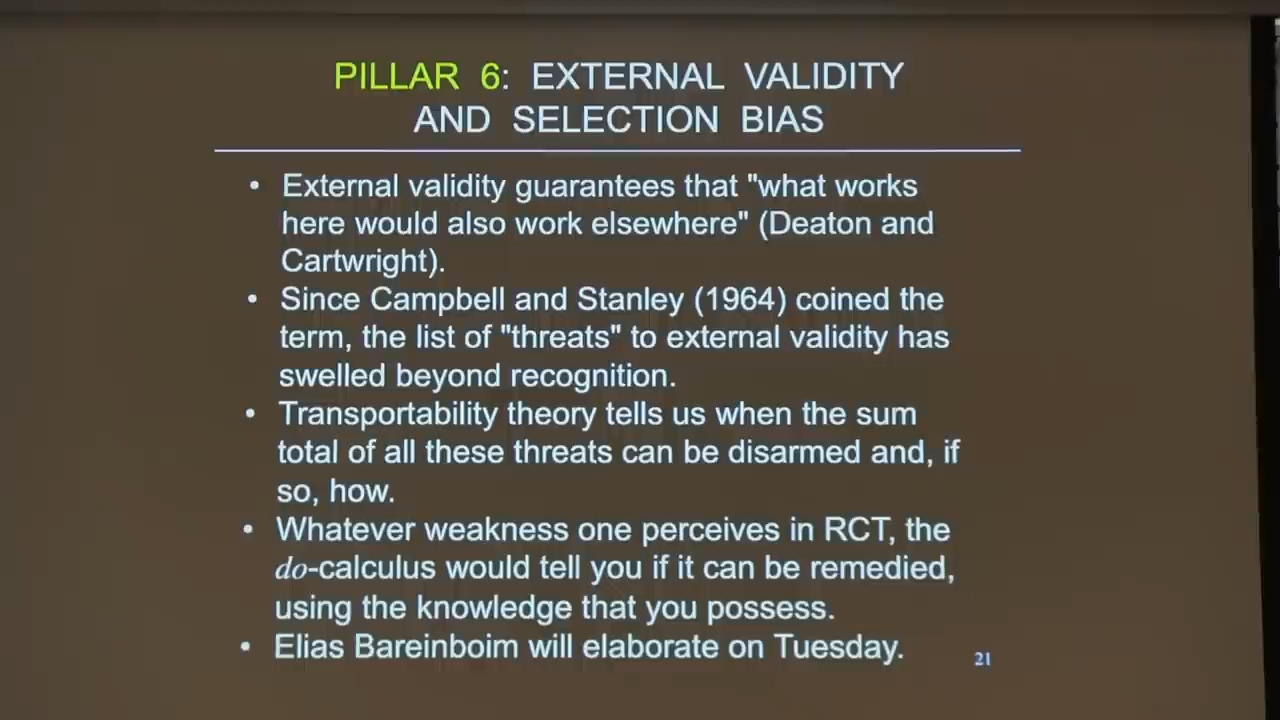 PILLAR 6: EXTERNAL VALIDITY
AND SELECTION BIAS
• External validity guarantees that "what works
here would also work elsewhere" (Deaton and
Cartwright).
• Since Campbell and Stanley (1964) coined the
term, the list of "threats" to external validity has
swelled beyond recognition.
• Transportability theory tells us when the sum
total of all these threats can be disarmed and, if
so, how.
• Whatever weakness one perceives in RCT, the
do-calculus would tell you if it can be remedied,
using the knowledge that you possess.
• Elias Bareinboim will elaborate on Tuesday.
21